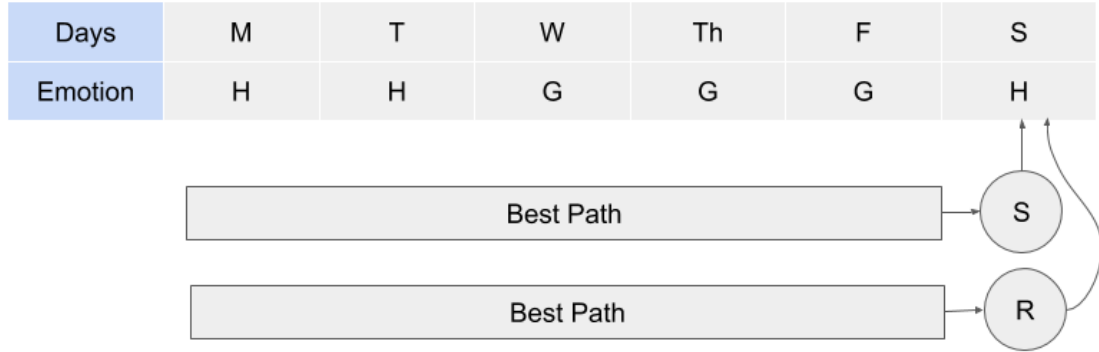 Days M T W Th F S
Emotion H H G G G H
Best Path S
Best Path R